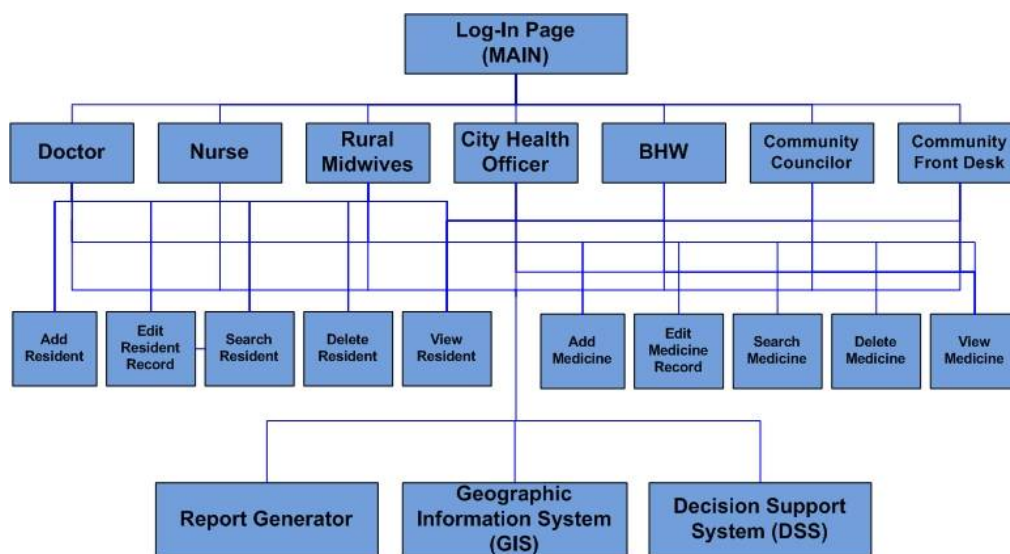 Log-In Page
(MAIN)
Doctor
Nurse
Rural
Midwives
City Health
Officer
BHW
Community
Councilor
Community
Front Desk
Add
Resident
Edit
Resident
Record
Search
Resident
Delete
Resident
View
Resident
Add
Medicine
Edit
Medicine
Record
Search
Medicine
Delete
Medicine
View
Medicine
Report Generator
Geographic
Information System
(GIS)
Decision Support
System (DSS)